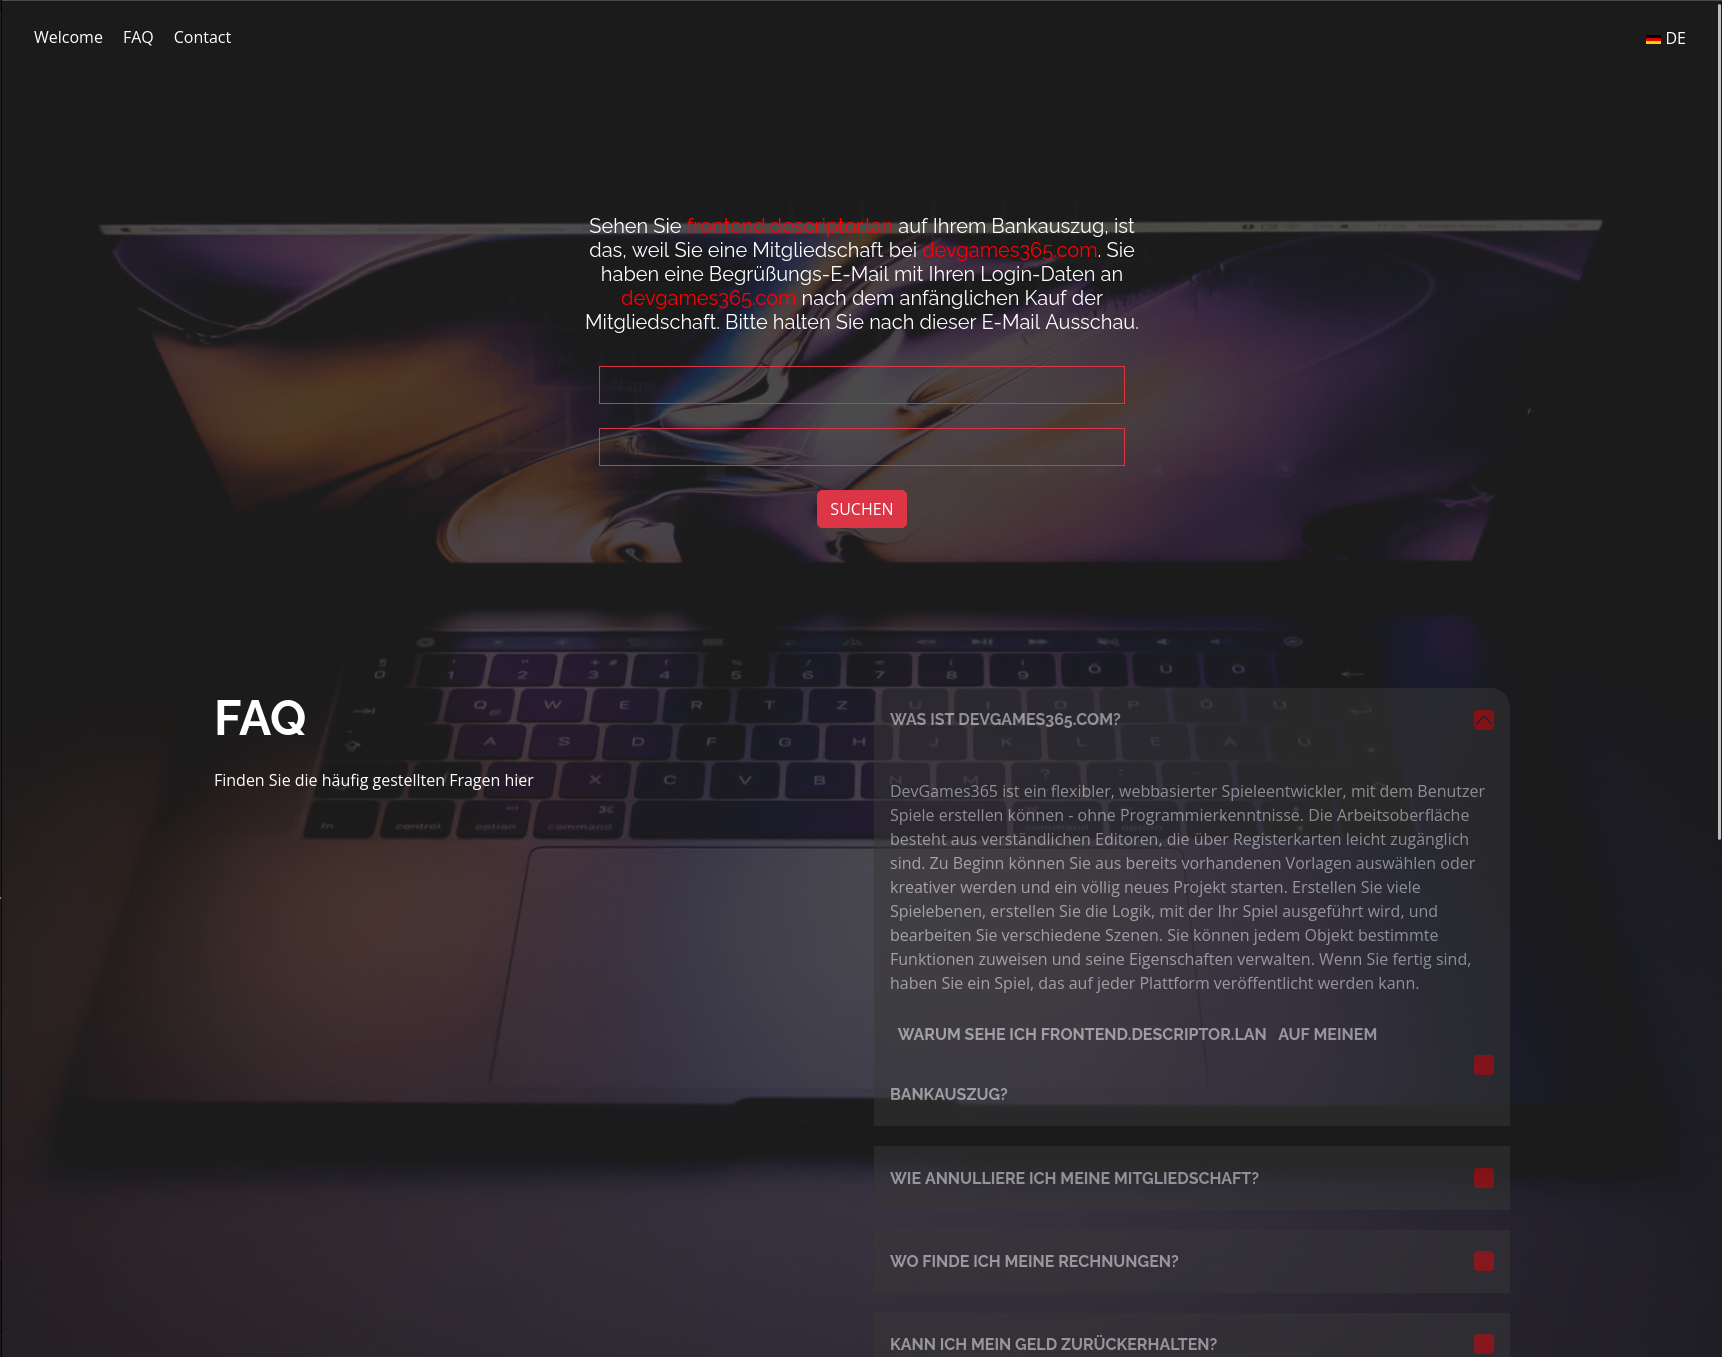 Welcome FAQ Contact
DE
Sehen Sie frontend.descriptor.lan auf Ihrem Bankauszug, ist
das, weil Sie eine Mitgliedschaft bei devgames365.com. Sie
haben eine Begrüßungs-E-Mail mit Ihren Login-Daten an
devgames365.com nach dem anfänglichen Kauf der
Mitgliedschaft. Bitte halten Sie nach dieser E-Mail Ausschau.
Name
SUCHEN
FAQ
Finden Sie die häufig gestellten Fragen hier
WAS IST DEVGAMES365.COM?
DevGames365 ist ein flexibler, webbasierter Spieleentwickler, mit dem Benutzer
Spiele erstellen können - ohne Programmierkenntnisse. Die Arbeitsoberfläche
besteht aus verständlichen Editoren, die über Registerkarten leicht zugänglich
sind. Zu Beginn können Sie aus bereits vorhandenen Vorlagen auswählen oder
kreativer werden und ein völlig neues Projekt starten. Erstellen Sie viele
Spielebenen, erstellen Sie die Logik, mit der Ihr Spiel ausgeführt wird, und
bearbeiten Sie verschiedene Szenen. Sie können jedem Objekt bestimmte
Funktionen zuweisen und seine Eigenschaften verwalten. Wenn Sie fertig sind,
haben Sie ein Spiel, das auf jeder Plattform veröffentlicht werden kann.
WARUM SEHE ICH FRONTEND.DESCRIPTOR.LAN AUF MEINEM
BANKAUSZUG?
WIE ANNULLIERE ICH MEINE MITGLIEDSCHAFT?
WO FINDE ICH MEINE RECHNUNGEN?
KANN ICH MEIN GELD ZURÜCKERHALTEN?
fn control option command